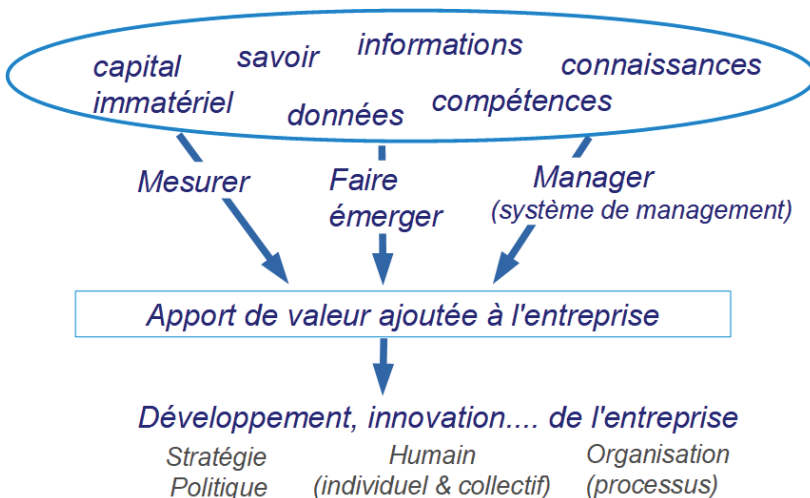 capital
immatériel
savoir
informations
connaissances
données
compétences
Mesurer
Faire
émerger
Manager
(système de management)
Apport de valeur ajoutée à l'entreprise
Développement, innovation.... de l'entreprise
Stratégie
Politique
Humain
(individuel & collectif)
Organisation
(processus)